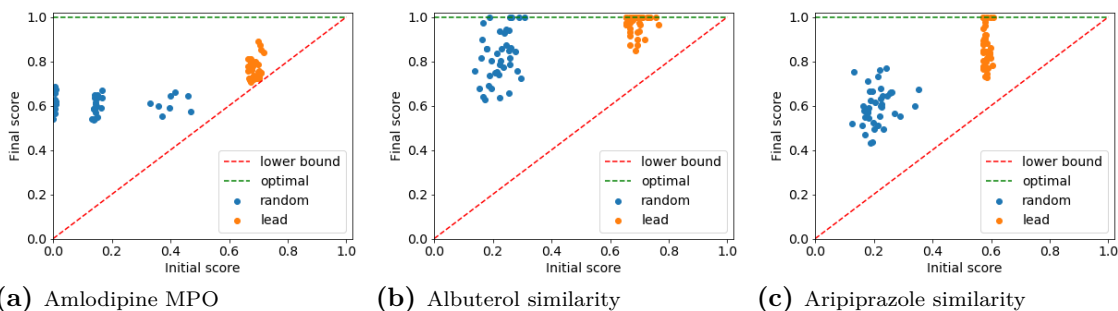 1.0
0.8
0.6
0.4
0.2
0.0
Final score
lower bound
optimal
random
lead
0.0 0.2 0.4 0.6 0.8 1.0
Initial score
(a) Amlodipine MPO
1.0
0.8
0.6
0.4
0.2
0.0
Final score
lower bound
optimal
random
lead
0.0 0.2 0.4 0.6 0.8 1.0
Initial score
(b) Albuterol similarity
1.0
0.8
0.6
0.4
0.2
0.0
Final score
lower bound
optimal
random
lead
0.0 0.2 0.4 0.6 0.8 1.0
Initial score
(c) Aripiprazole similarity